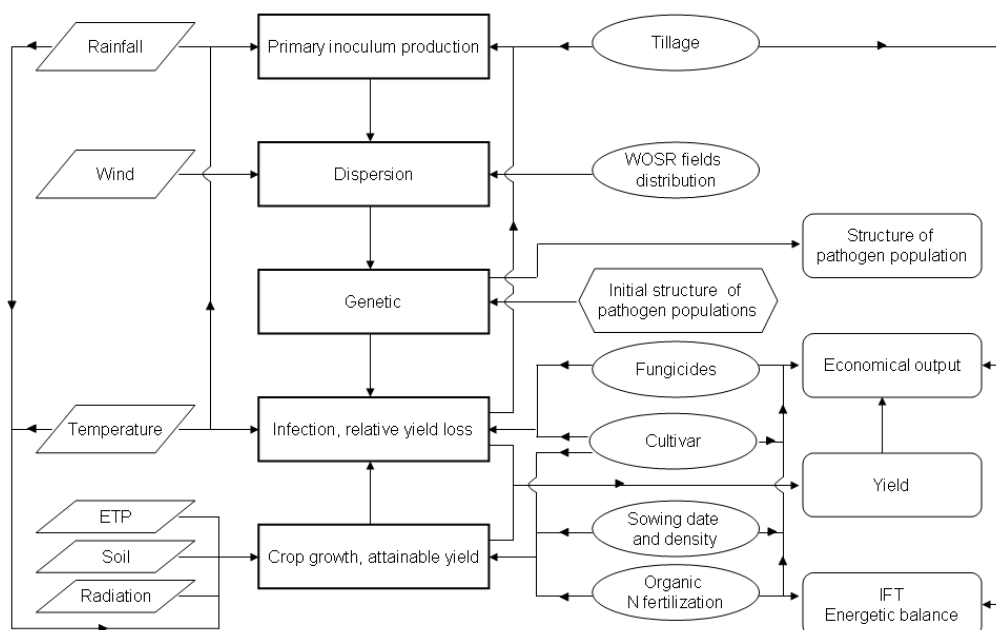 Rainfall
Primary inoculum production
Tillage
Wind
Dispersion
WOSR fields
distribution
Structure of
pathogen population
Genetic
Initial structure of
pathogen populations
Fungicides
Economical output
Temperature
Infection, relative yield loss
Cultivar
Yield
ETP
Soil
Radiation
Crop growth, attainable yield
Sowing date
and density
Organic
N fertilization
IFT
Energetic balance